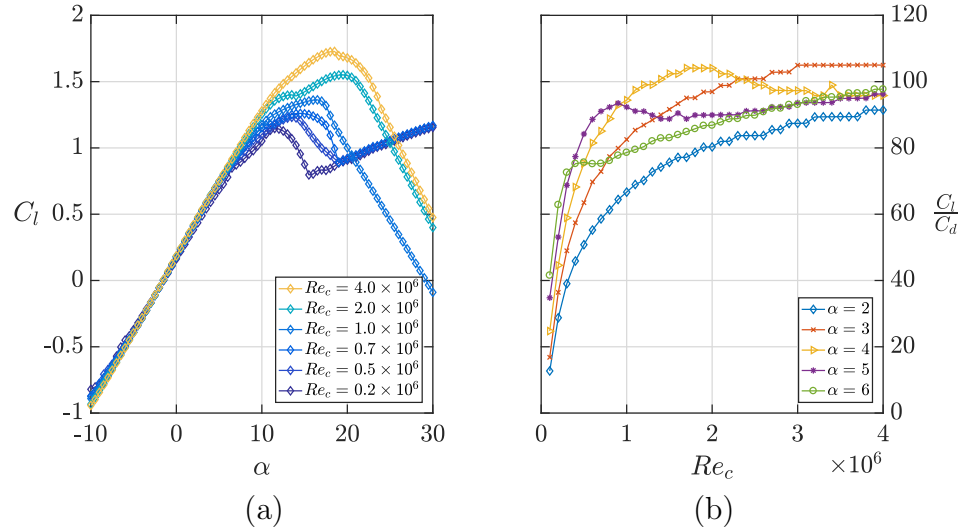 2
1.5
1
0.5
0
-0.5
-1
C_l
-10
0
10
20
30
α
Re_c = 4.0 × 10^6
Re_c = 2.0 × 10^6
Re_c = 1.0 × 10^6
Re_c = 0.7 × 10^6
Re_c = 0.5 × 10^6
Re_c = 0.2 × 10^6
(a)
120
100
80
60
40
20
0
C_l
C_d
α = 2
α = 3
α = 4
α = 5
α = 6
0
1
2
3
4
Re_c
×10^6
(b)